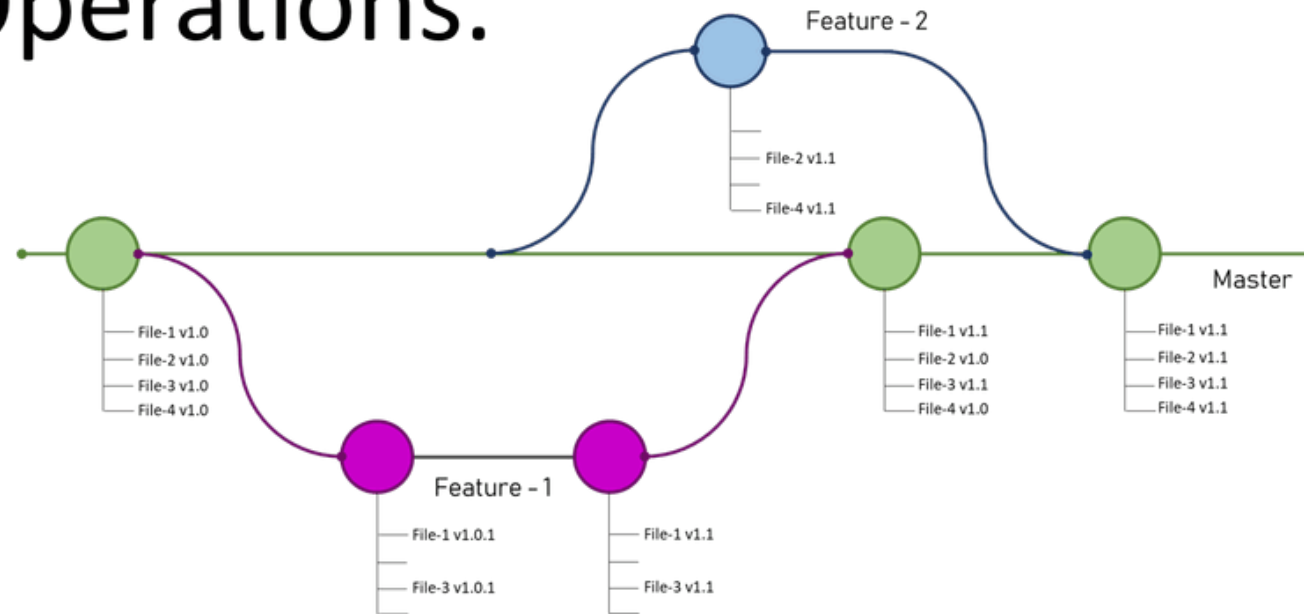 Operations.
Feature - 2
File-2 v1.1
File-4 v1.1
Master
File-1 v1.0
File-2 v1.0
File-3 v1.0
File-4 v1.0
File-1 v1.1
File-2 v1.0
File-3 v1.1
File-4 v1.0
File-1 v1.1
File-2 v1.1
File-3 v1.1
File-4 v1.1
Feature - 1
File-1 v1.0.1
File-3 v1.0.1
File-1 v1.1
File-3 v1.1